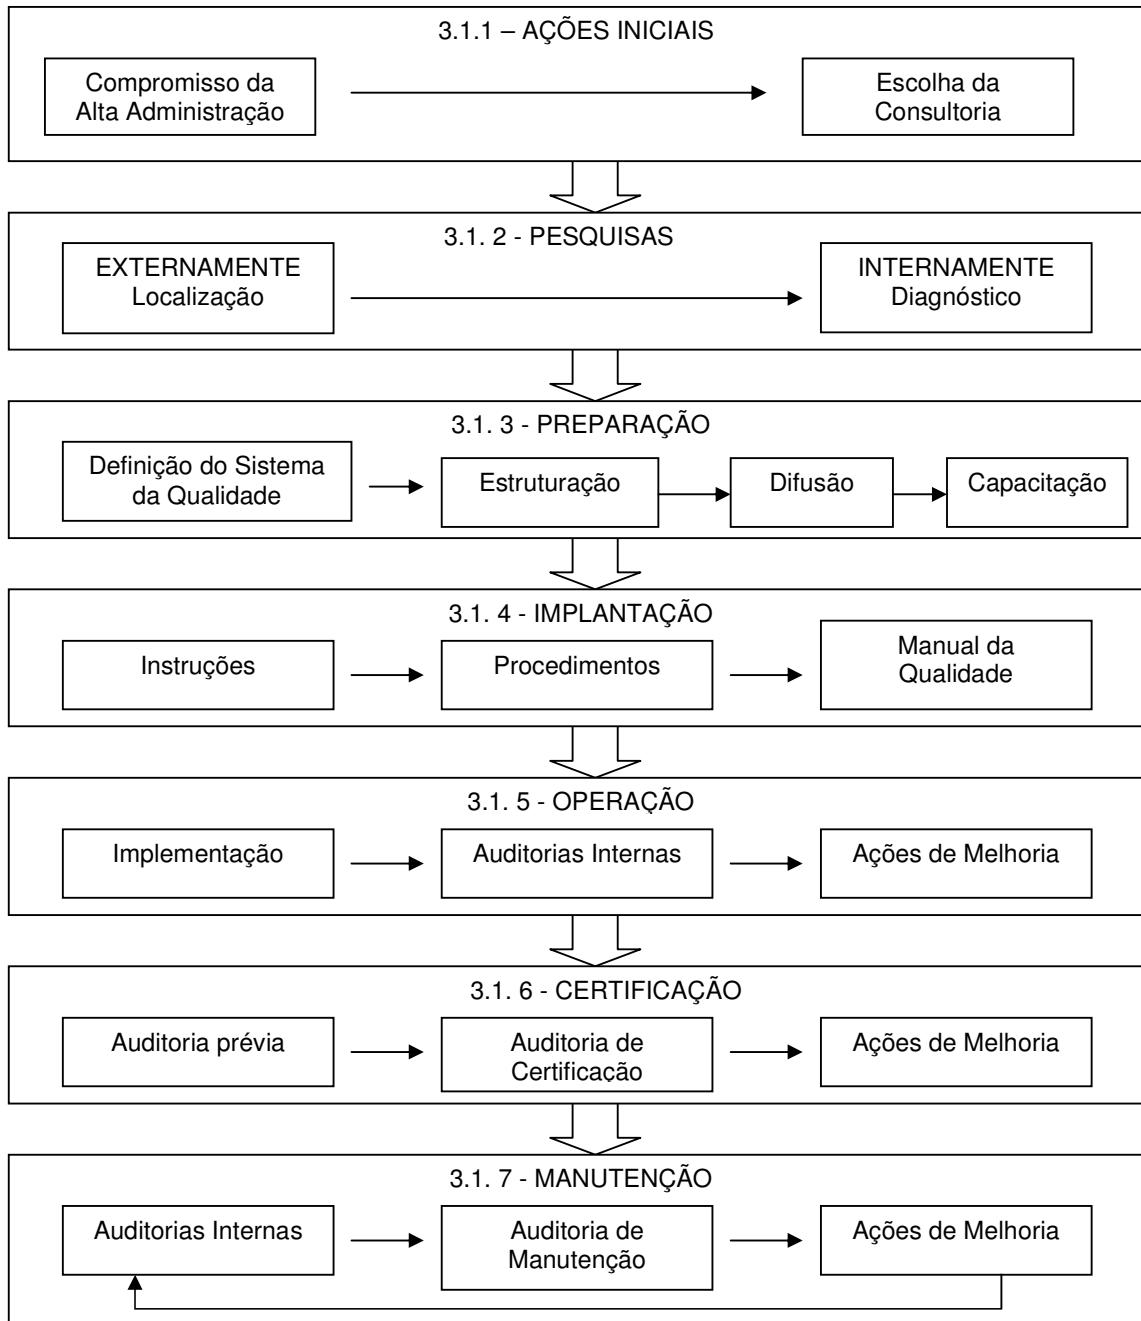 3.1.1 – AÇÕES INICIAIS
Compromisso da
Alta Administração
Escolha da
Consultoria
3.1. 2 - PESQUISAS
EXTERNAMENTE
Localização
INTERNAMENTE
Diagnóstico
3.1. 3 - PREPARAÇÃO
Definição do Sistema
da Qualidade
Estruturação
Difusão
Capacitação
3.1. 4 - IMPLANTAÇÃO
Instruções
Procedimentos
Manual da
Qualidade
3.1. 5 - OPERAÇÃO
Implementação
Auditorias Internas
Ações de Melhoria
3.1. 6 - CERTIFICAÇÃO
Auditoria prévia
Auditoria de
Certificação
Ações de Melhoria
3.1. 7 - MANUTENÇÃO
Auditorias Internas
Auditoria de
Manutenção
Ações de Melhoria